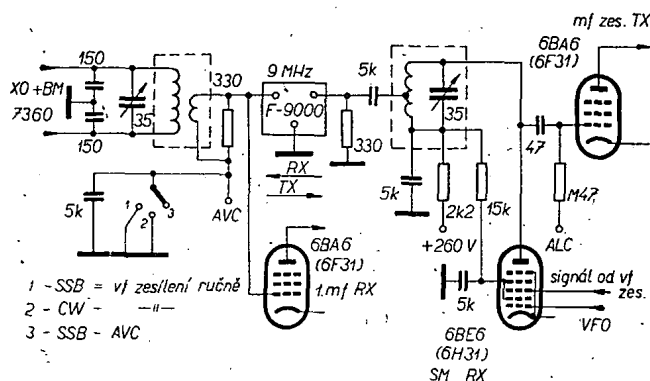 mf zes. TX
6BA6
(6F31)
150
XO+BM
7360
150
35
330
9 MHz
F-9000
5k
330
35
47
M47
ALC
RX
TX
5k
1
2
3
AVC
5k
2k2
15k
+260 V
6BA6
(6F31)
1.mf RX
5k
signál od vf
zes.
VFO
6BE6
(6H31)
SM RX
1 - SSB = vf zesílení ručně
2 - CW - —"—
3 - SSB - AVC